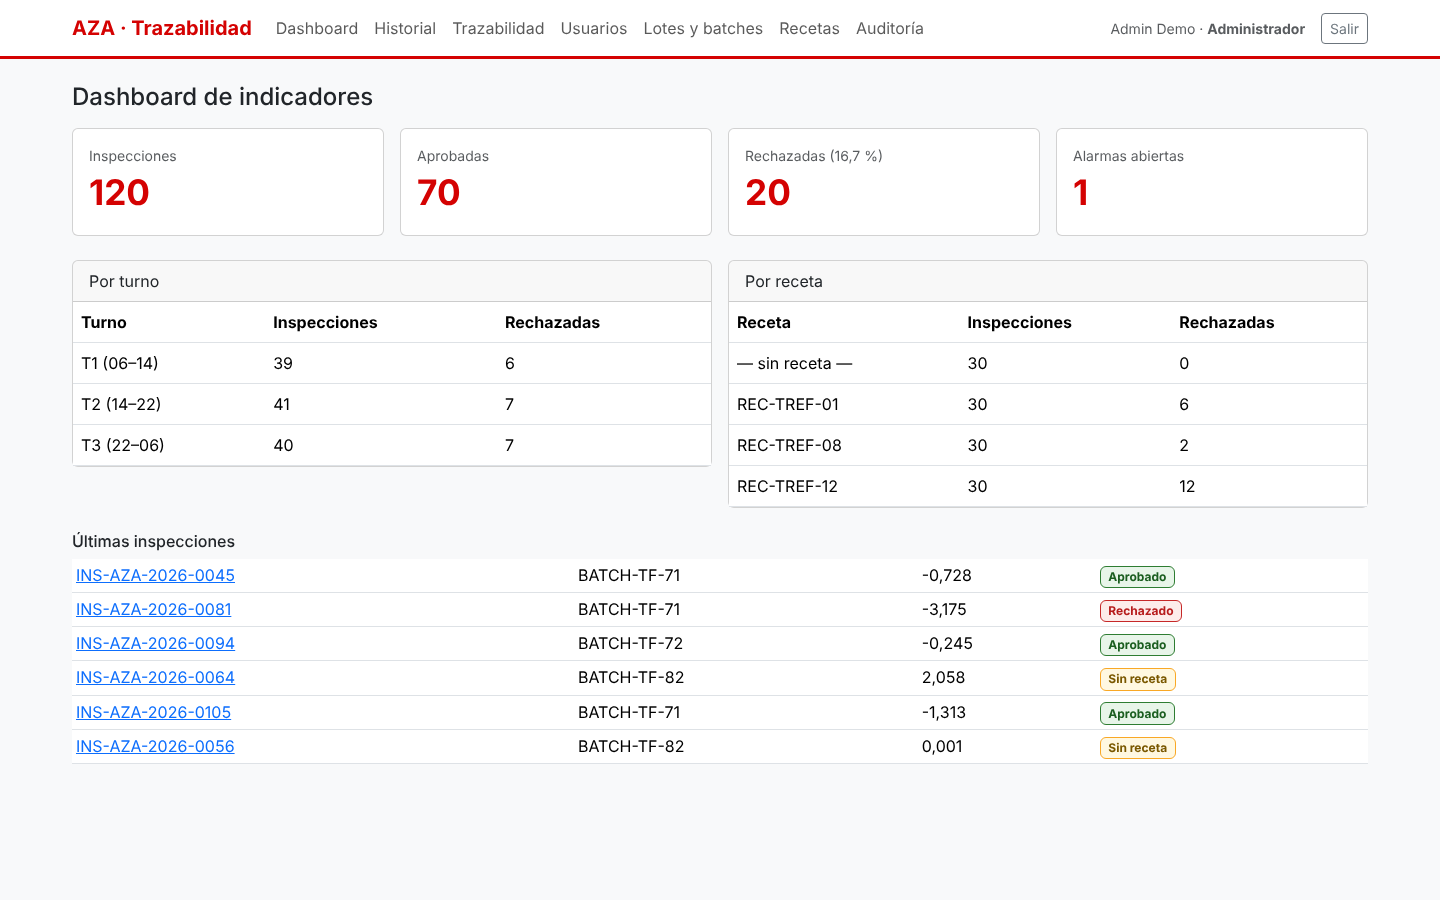 AZA · Trazabilidad Dashboard Historial Trazabilidad Usuarios Lotes y batches Recetas Auditoría Admin Demo · Administrador Salir
Dashboard de indicadores
Inspecciones Aprobadas Rechazadas (16,7 %) Alarmas abiertas
120 70 20 1
Por turno
Turno Inspecciones Rechazadas
T1 (06–14) 39 6
T2 (14–22) 41 7
T3 (22–06) 40 7
Por receta
Receta Inspecciones Rechazadas
— sin receta — 30 0
REC-TREF-01 30 6
REC-TREF-08 30 2
REC-TREF-12 30 12
Últimas inspecciones
INS-AZA-2026-0045 BATCH-TF-71 -0,728 Aprobado
INS-AZA-2026-0081 BATCH-TF-71 -3,175 Rechazado
INS-AZA-2026-0094 BATCH-TF-72 -0,245 Aprobado
INS-AZA-2026-0064 BATCH-TF-82 2,058 Sin receta
INS-AZA-2026-0105 BATCH-TF-71 -1,313 Aprobado
INS-AZA-2026-0056 BATCH-TF-82 0,001 Sin receta